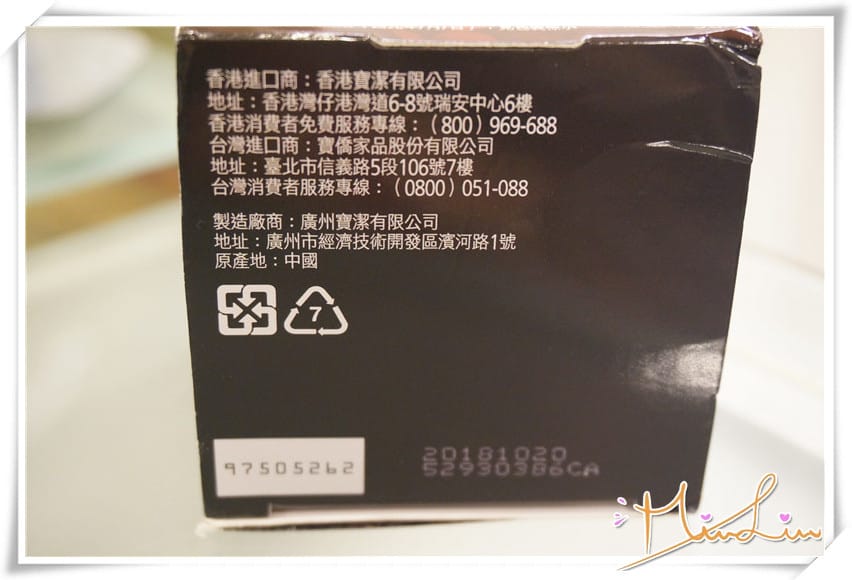 香港進口商：香港寶潔有限公司
地址：香港灣仔港灣道6-8號瑞安中心6樓
香港消費者免費服務專線：（800）969-688
台灣進口商：寶僑家品股份有限公司
地址：臺北市信義路5段106號7樓
台灣消費者服務專線：（0800）051-088
製造廠商：廣州寶潔有限公司
地址：廣州市經濟技術開發區濱河路1號
原產地：中國
7
97505262
20181020
52930386CA
MinLin